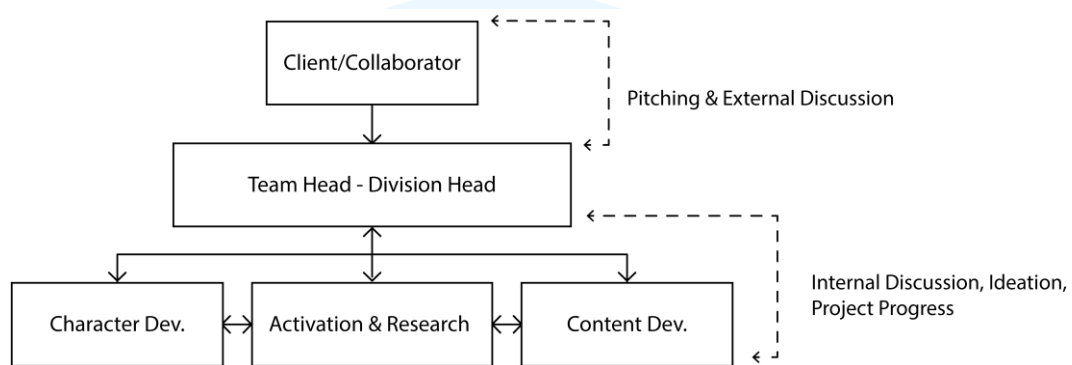 Client/Collaborator
Pitching & External Discussion
Team Head - Division Head
Internal Discussion, Ideation,
Project Progress
Character Dev.
Activation & Research
Content Dev.